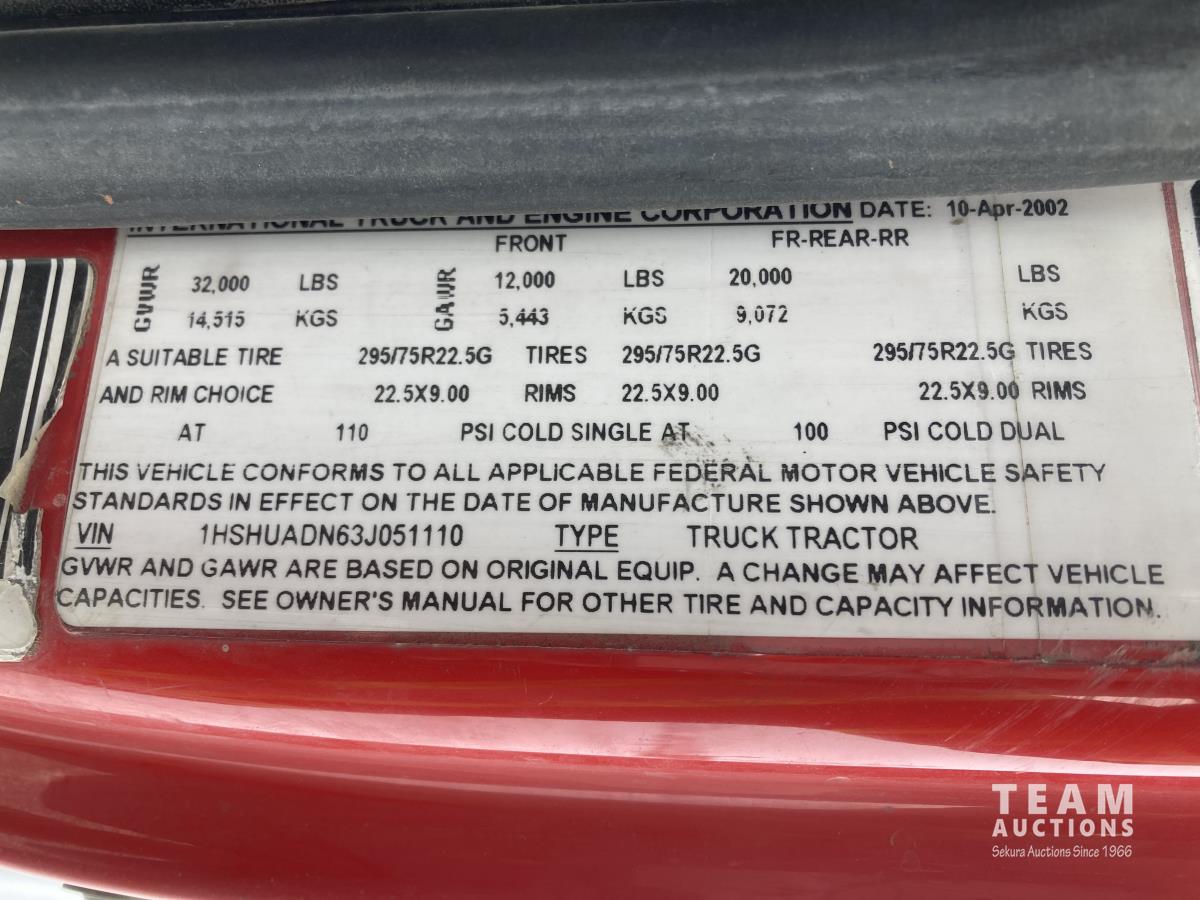 INTERNATIONAL TRUCK AND ENGINE CORPORATION DATE: 10-Apr-2002
FRONT FR-REAR-RR
GVWR 32,000 LBS GAWR 12,000 LBS 20,000 LBS
14,515 KGS 5,443 KGS 9,072 KGS
A SUITABLE TIRE 295/75R22.5G TIRES 295/75R22.5G 295/75R22.5G TIRES
AND RIM CHOICE 22.5X9.00 RIMS 22.5X9.00 22.5X9.00 RIMS
AT 110 PSI COLD SINGLE AT 100 PSI COLD DUAL
THIS VEHICLE CONFORMS TO ALL APPLICABLE FEDERAL MOTOR VEHICLE SAFETY
STANDARDS IN EFFECT ON THE DATE OF MANUFACTURE SHOWN ABOVE.
VIN 1HSHUADN63J051110 TYPE TRUCK TRACTOR
GVWR AND GAWR ARE BASED ON ORIGINAL EQUIP. A CHANGE MAY AFFECT VEHICLE
CAPACITIES. SEE OWNER'S MANUAL FOR OTHER TIRE AND CAPACITY INFORMATION.
TEAM
AUCTIONS
Sekura Auctions Since 1966